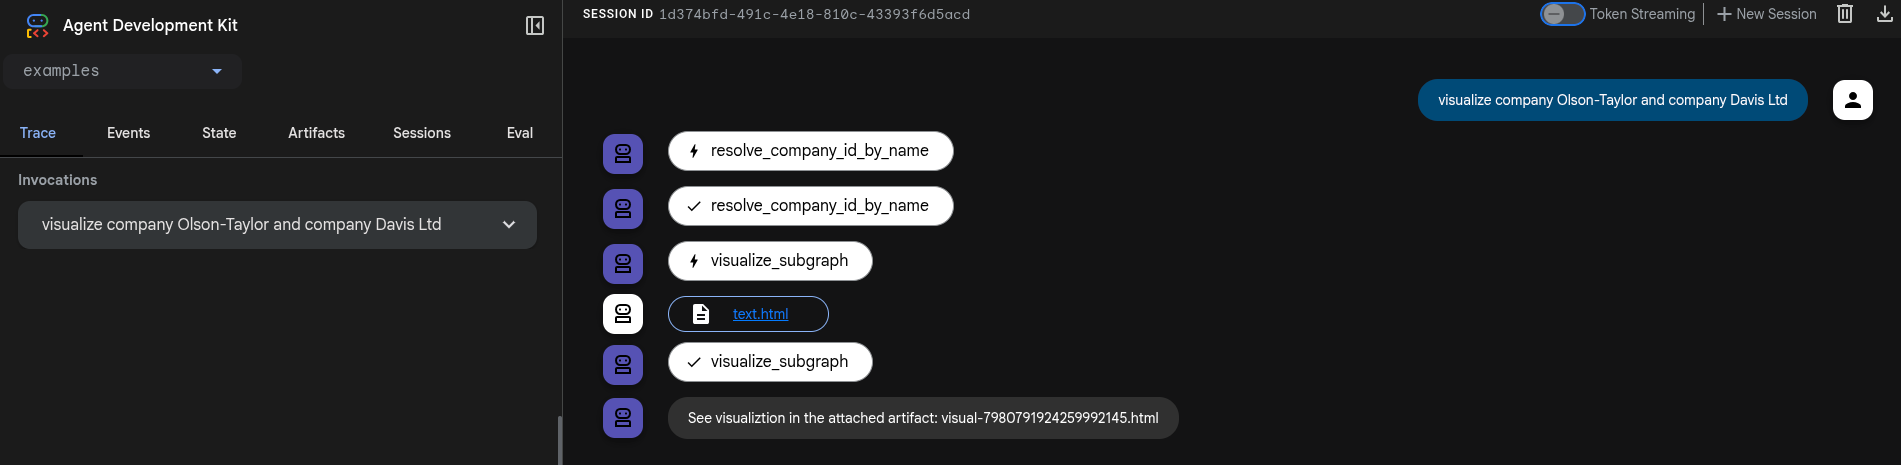 Agent Development Kit
examples
Trace Events State Artifacts Sessions Eval
Invocations
visualize company Olson-Taylor and company Davis Ltd
SESSION ID 1d374bfd-491c-4e18-810c-43393f6d5acd
Token Streaming
New Session
visualize company Olson-Taylor and company Davis Ltd
resolve_company_id_by_name
resolve_company_id_by_name
visualize_subgraph
text.html
visualize_subgraph
See visualiztion in the attached artifact: visual-7980791924259992145.html